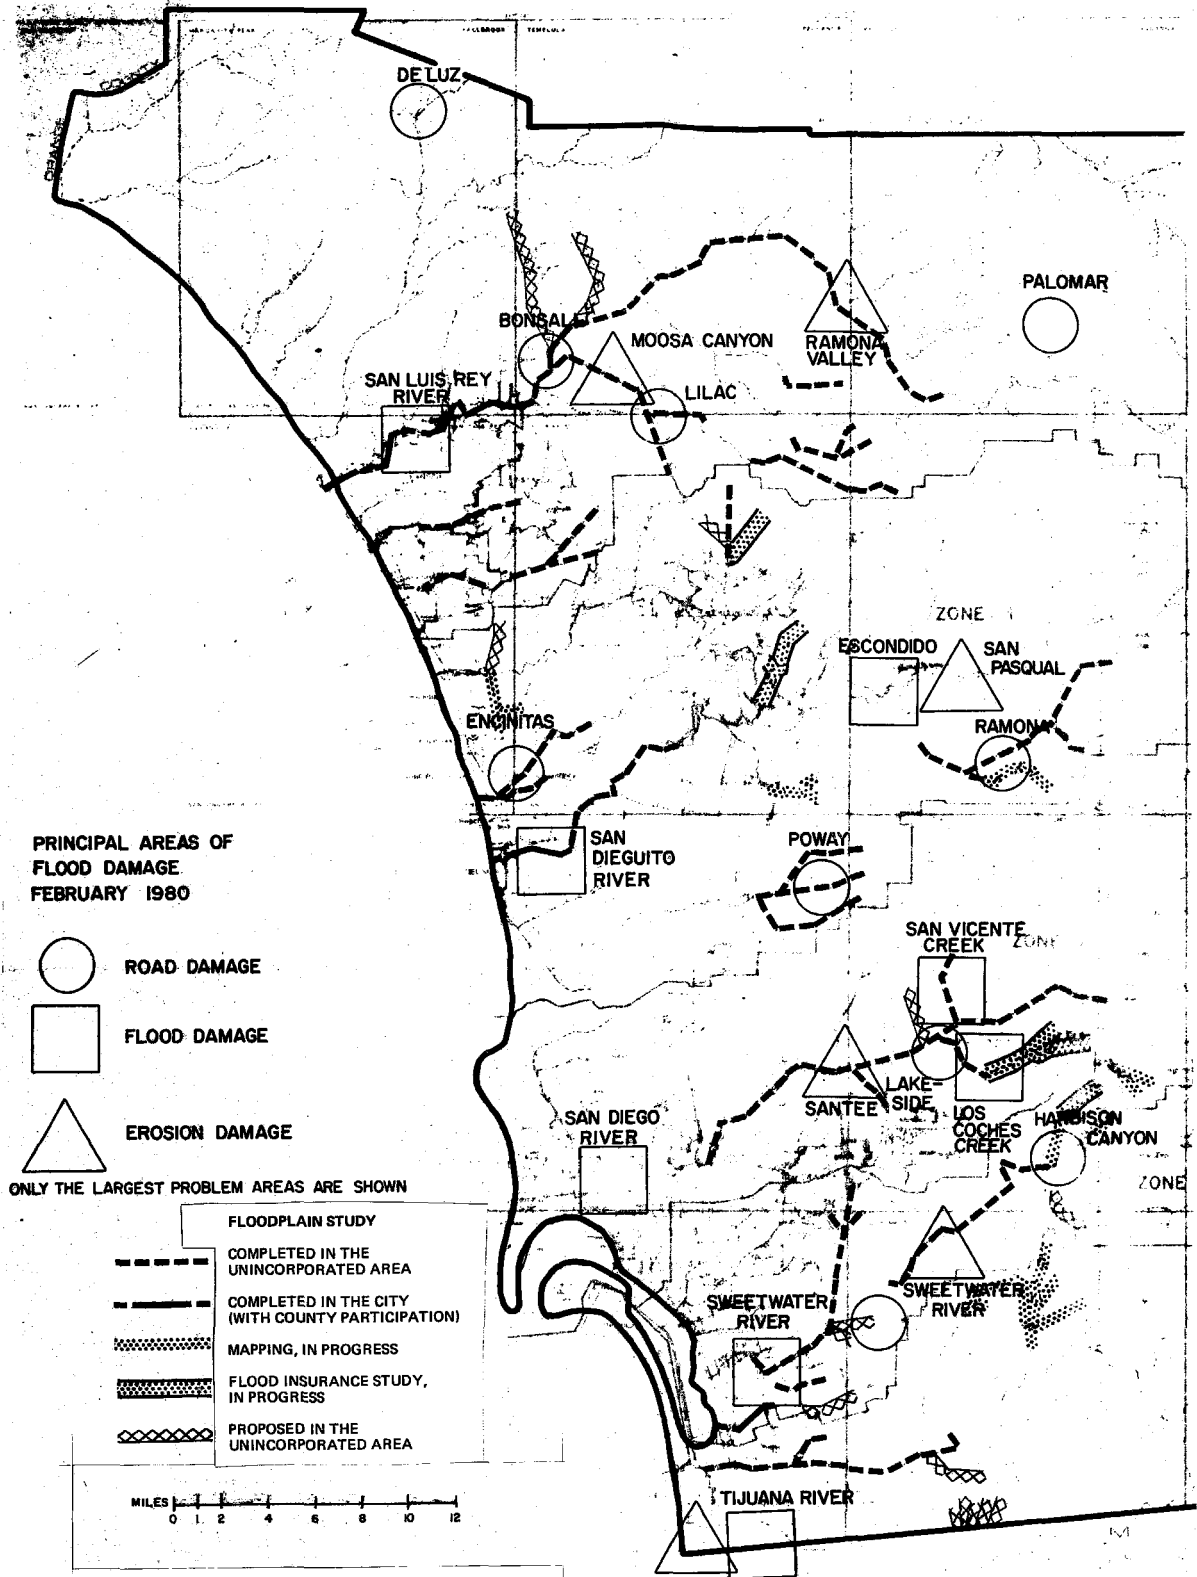 FALLBROOK
TEMECULA
COUNTY
ORANGE
DE LUZ
PALOMAR
BONSALL
MOOSA CANYON
RAMONA
VALLEY
SAN LUIS REY
RIVER
LILAC
ZONE
ESCONDIDO
SAN
PASQUAL
ENCINITAS
RAMONA
SAN
DIEGUITO
RIVER
POWAY
SAN VICENTE
CREEK
ZONE
PRINCIPAL AREAS OF
FLOOD DAMAGE
FEBRUARY 1980
ROAD DAMAGE
FLOOD DAMAGE
EROSION DAMAGE
ONLY THE LARGEST PROBLEM AREAS ARE SHOWN
SANTEE
LAKE-
SIDE
LOS
COCHES
CREEK
HARBISON
CANYON
SAN DIEGO
RIVER
ZONE
SWEETWATER
RIVER
SWEETWATER
RIVER
TIJUANA RIVER
FLOODPLAIN STUDY
COMPLETED IN THE
UNINCORPORATED AREA
COMPLETED IN THE CITY
(WITH COUNTY PARTICIPATION)
MAPPING, IN PROGRESS
FLOOD INSURANCE STUDY,
IN PROGRESS
PROPOSED IN THE
UNINCORPORATED AREA
MILES
0 1 2 4 6 8 10 12